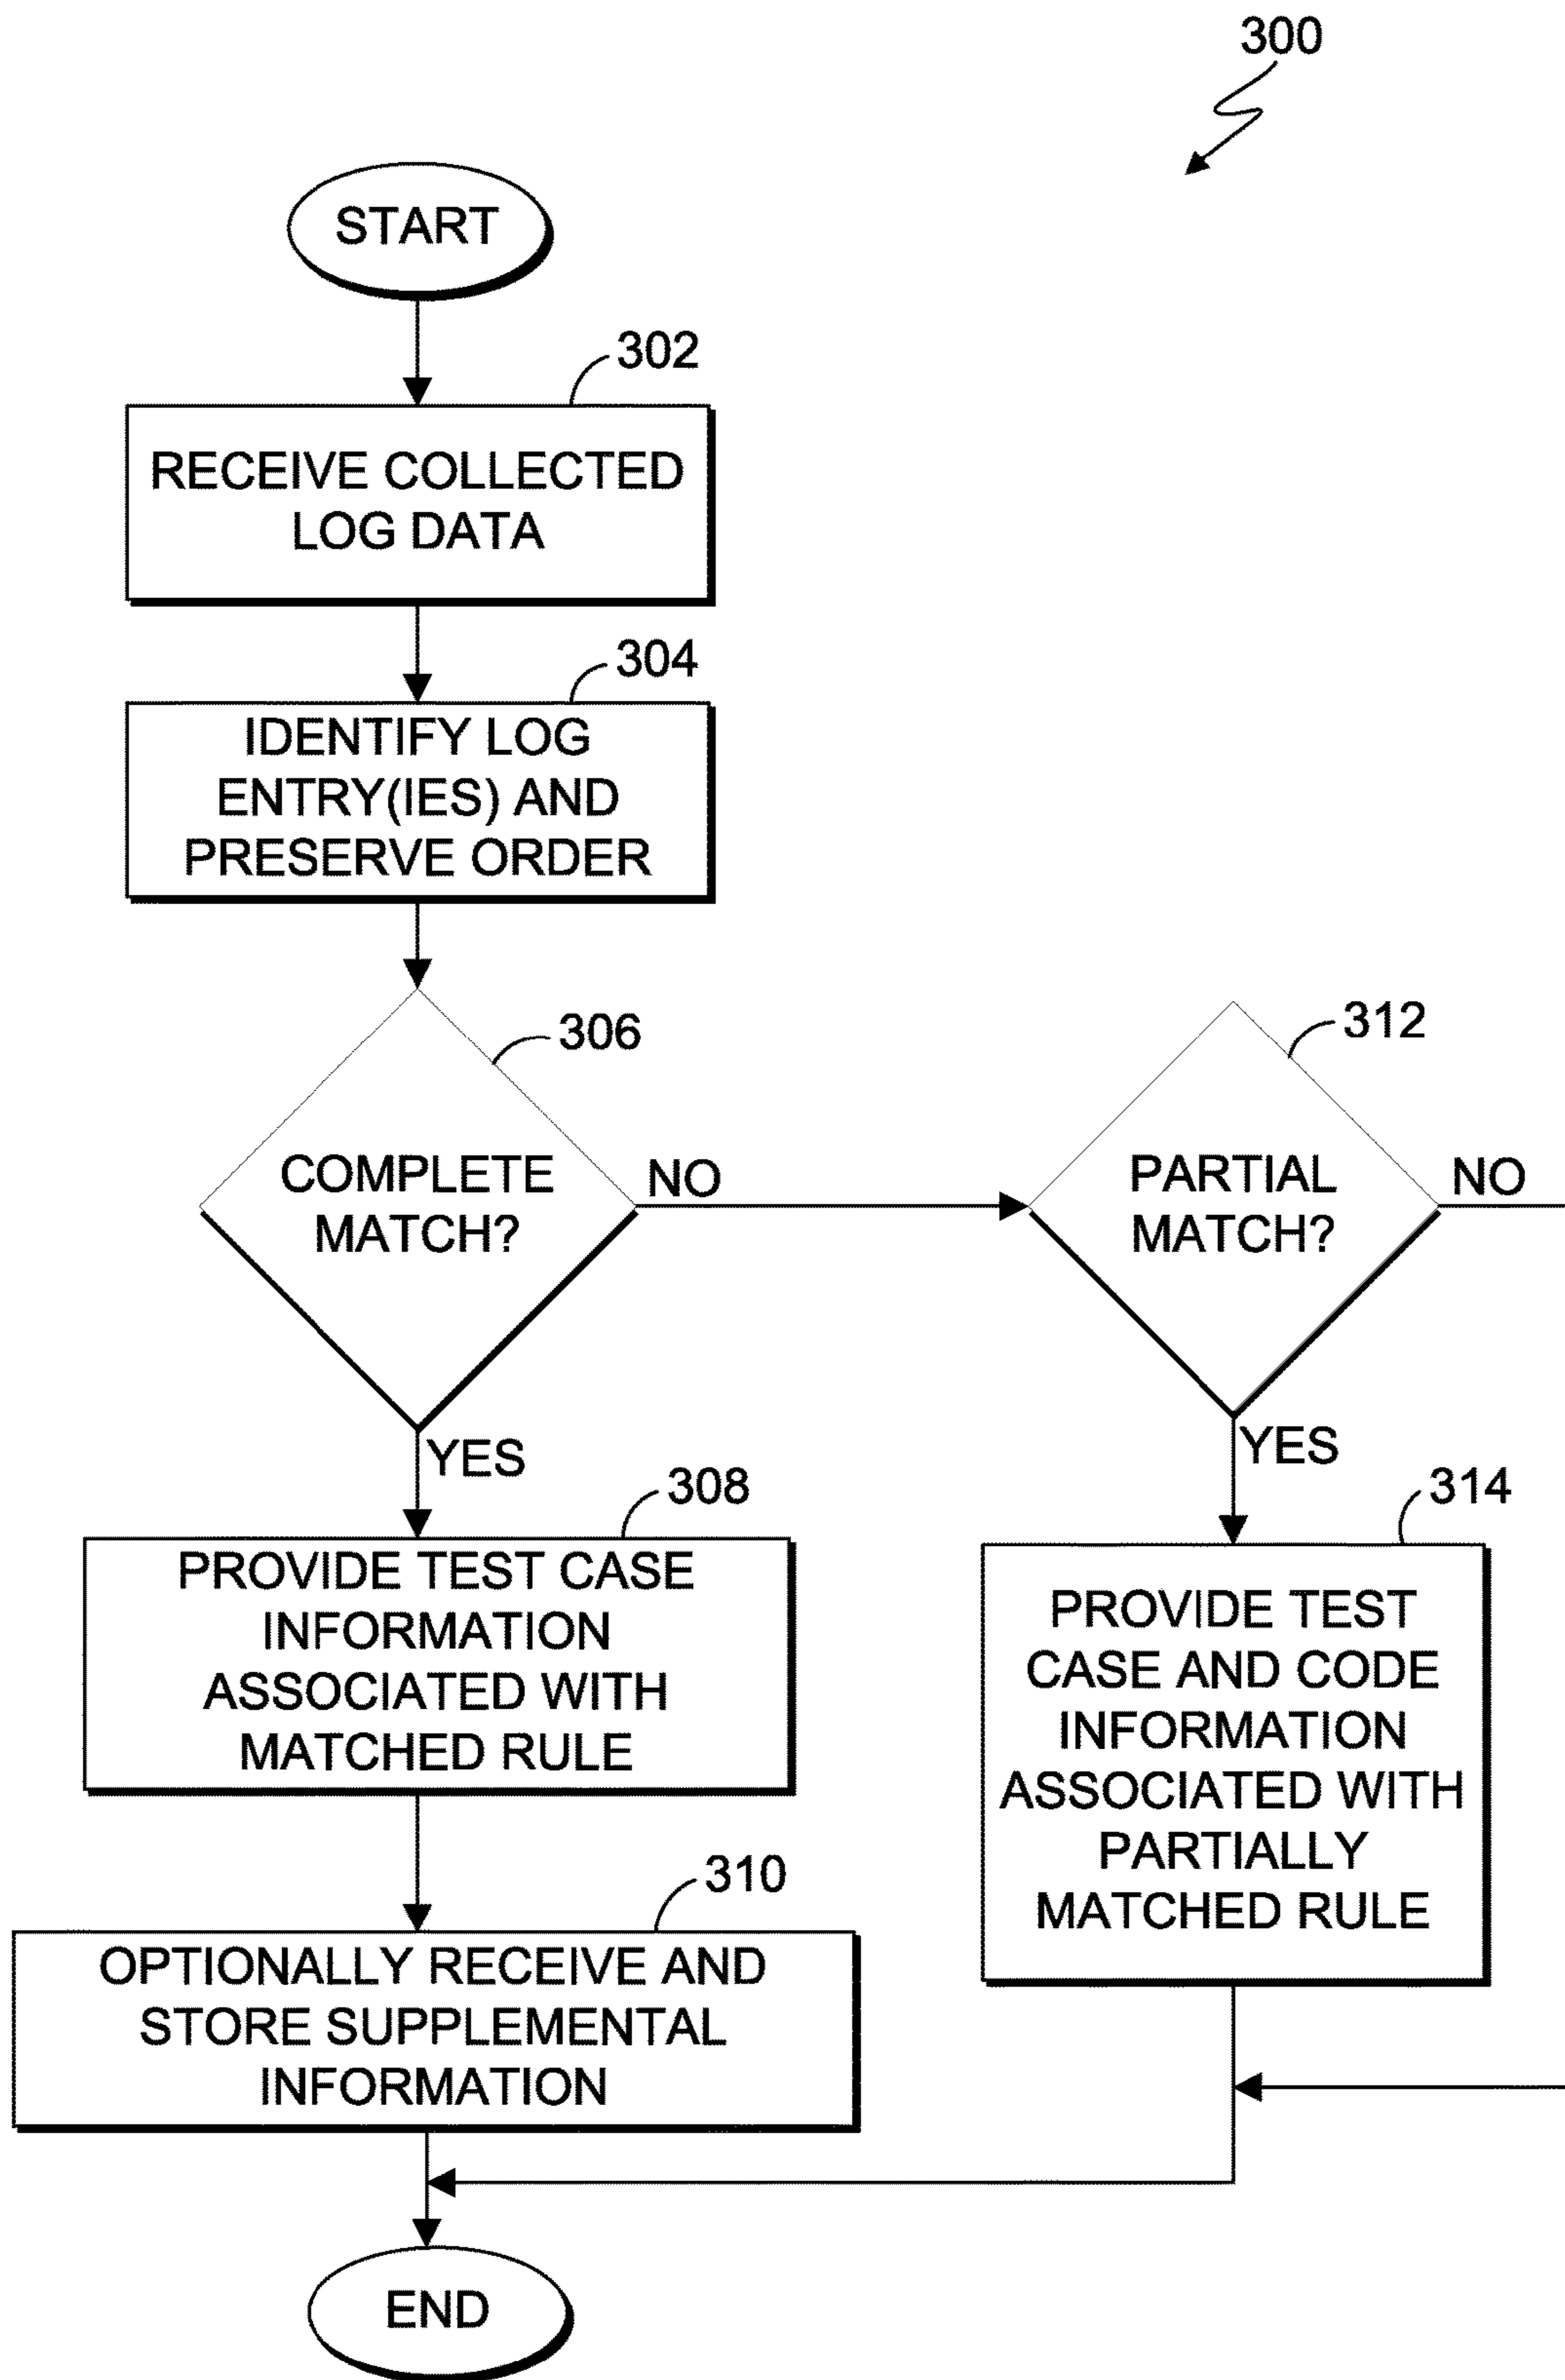 300
START
302
RECEIVE COLLECTED
LOG DATA
304
IDENTIFY LOG
ENTRY(IES) AND
PRESERVE ORDER
306
COMPLETE
MATCH?
NO
312
PARTIAL
MATCH?
NO
YES
308
PROVIDE TEST CASE
INFORMATION
ASSOCIATED WITH
MATCHED RULE
310
OPTIONALLY RECEIVE AND
STORE SUPPLEMENTAL
INFORMATION
YES
314
PROVIDE TEST
CASE AND CODE
INFORMATION
ASSOCIATED WITH
PARTIALLY
MATCHED RULE
END